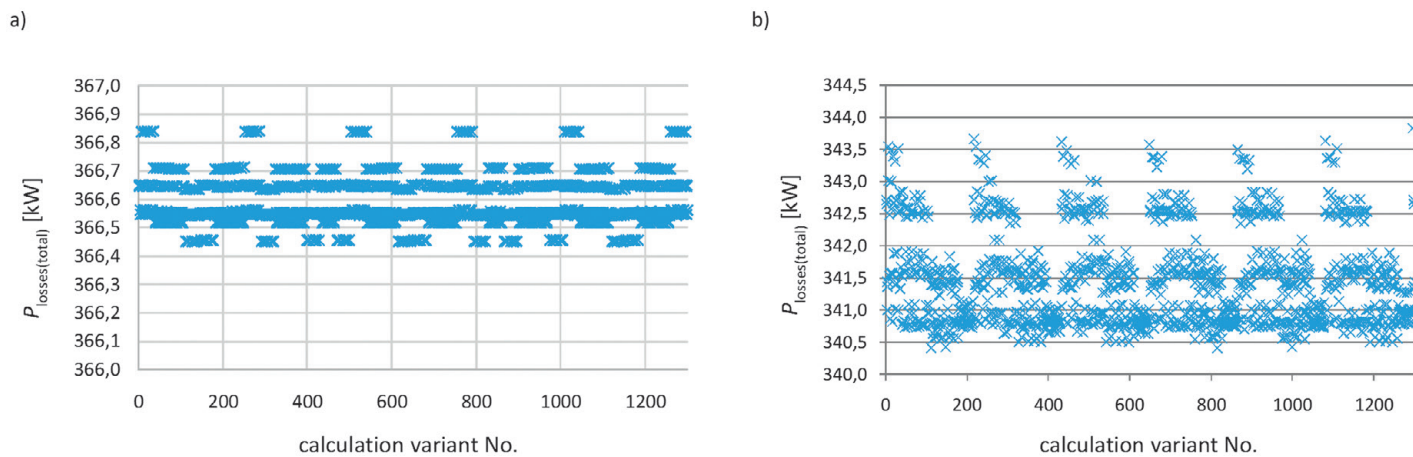 a)
367,0
366,9
366,8
366,7
366,6
366,5
366,4
366,3
366,2
366,1
366,0
P losses(total) [kW]
0 200 400 600 800 1000 1200
calculation variant No.
b)
344,5
344,0
343,5
343,0
342,5
342,0
341,5
341,0
340,5
340,0
P losses(total) [kW]
0 200 400 600 800 1000 1200
calculation variant No.